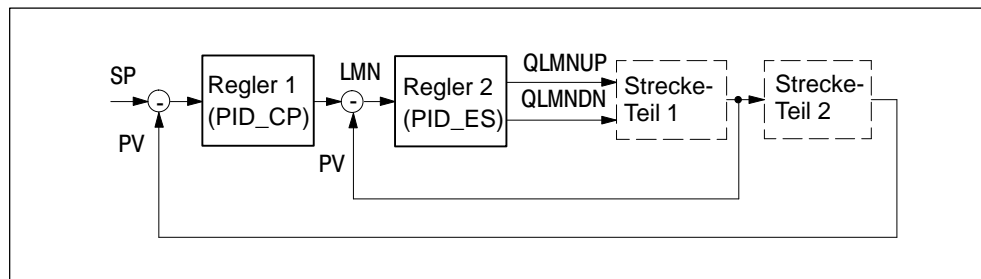 SP
-
PV
Regler 1
(PID_CP)
LMN
-
PV
Regler 2
(PID_ES)
QLMNUP
QLMNDN
Strecke-
Teil 1
Strecke-
Teil 2